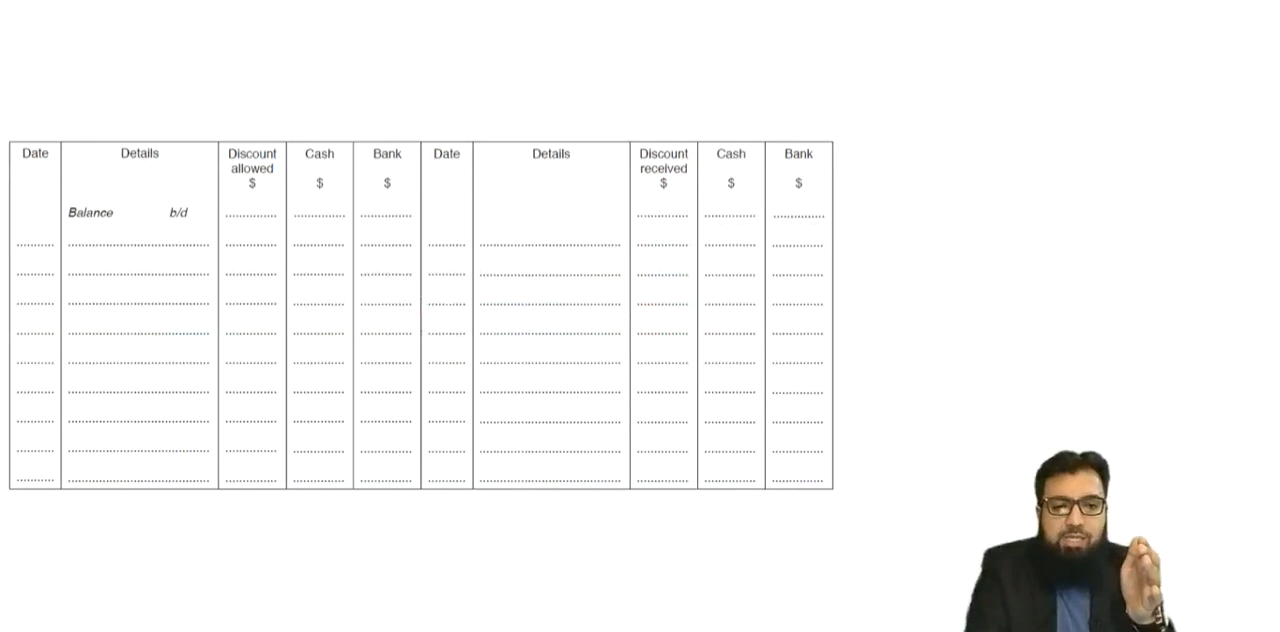 Date Details Discount Cash Bank Date Details Discount Cash Bank
allowed received
$ $ $ $ $ $
Balance b/d